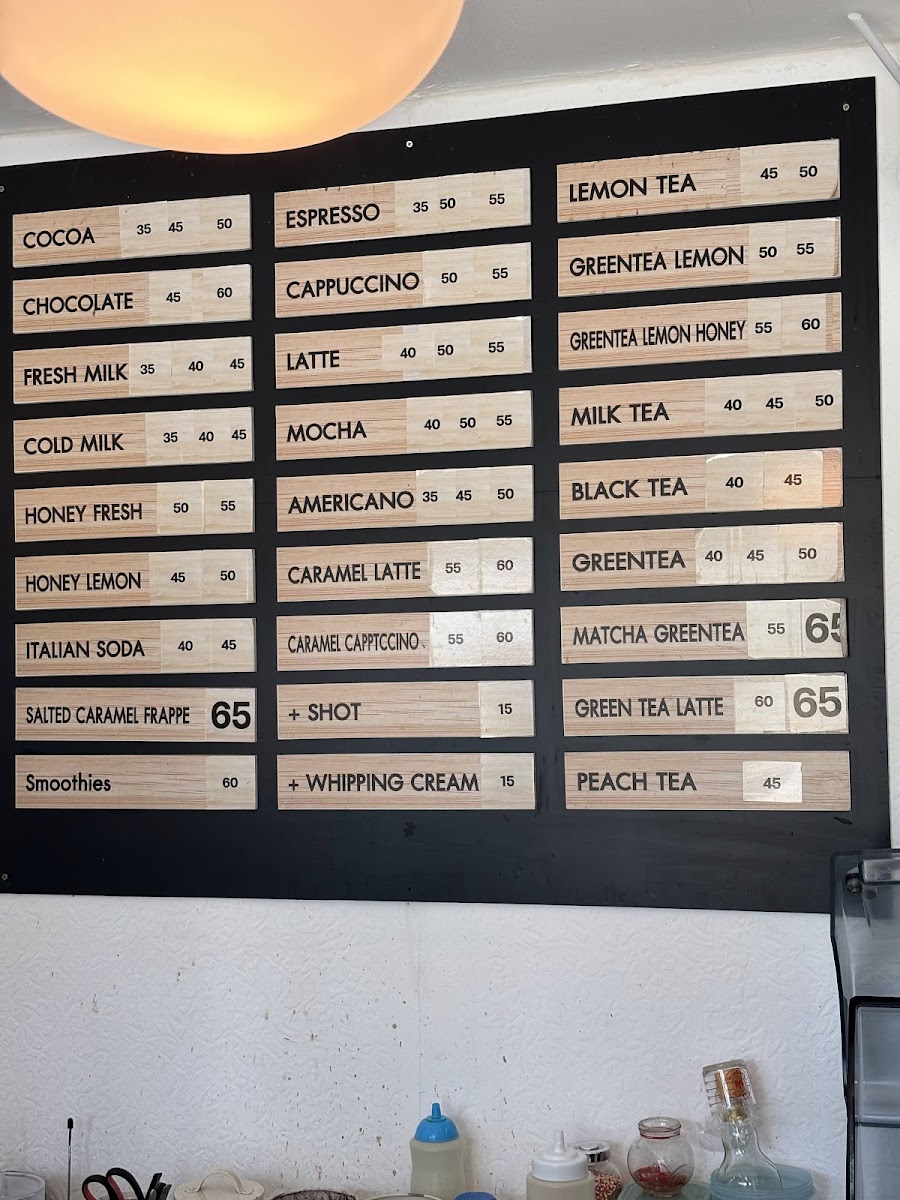 COCOA 35 45 50
CHOCOLATE 45 60
FRESH MILK 35 40 45
COLD MILK 35 40 45
HONEY FRESH 50 55
HONEY LEMON 45 50
ITALIAN SODA 40 45
SALTED CARAMEL FRAPPE 65
Smoothies 60
ESPRESSO 35 50 55
CAPPUCCINO 50 55
LATTE 40 50 55
MOCHA 40 50 55
AMERICANO 35 45 50
CARAMEL LATTE 55 60
CARAMEL CAPPTCCINO 55 60
+ SHOT 15
+ WHIPPING CREAM 15
LEMON TEA 45 50
GREENTEA LEMON 50 55
GREENTEA LEMON HONEY 55 60
MILK TEA 40 45 50
BLACK TEA 40 45
GREENTEA 40 45 50
MATCHA GREENTEA 55 65
GREEN TEA LATTE 60 65
PEACH TEA 45